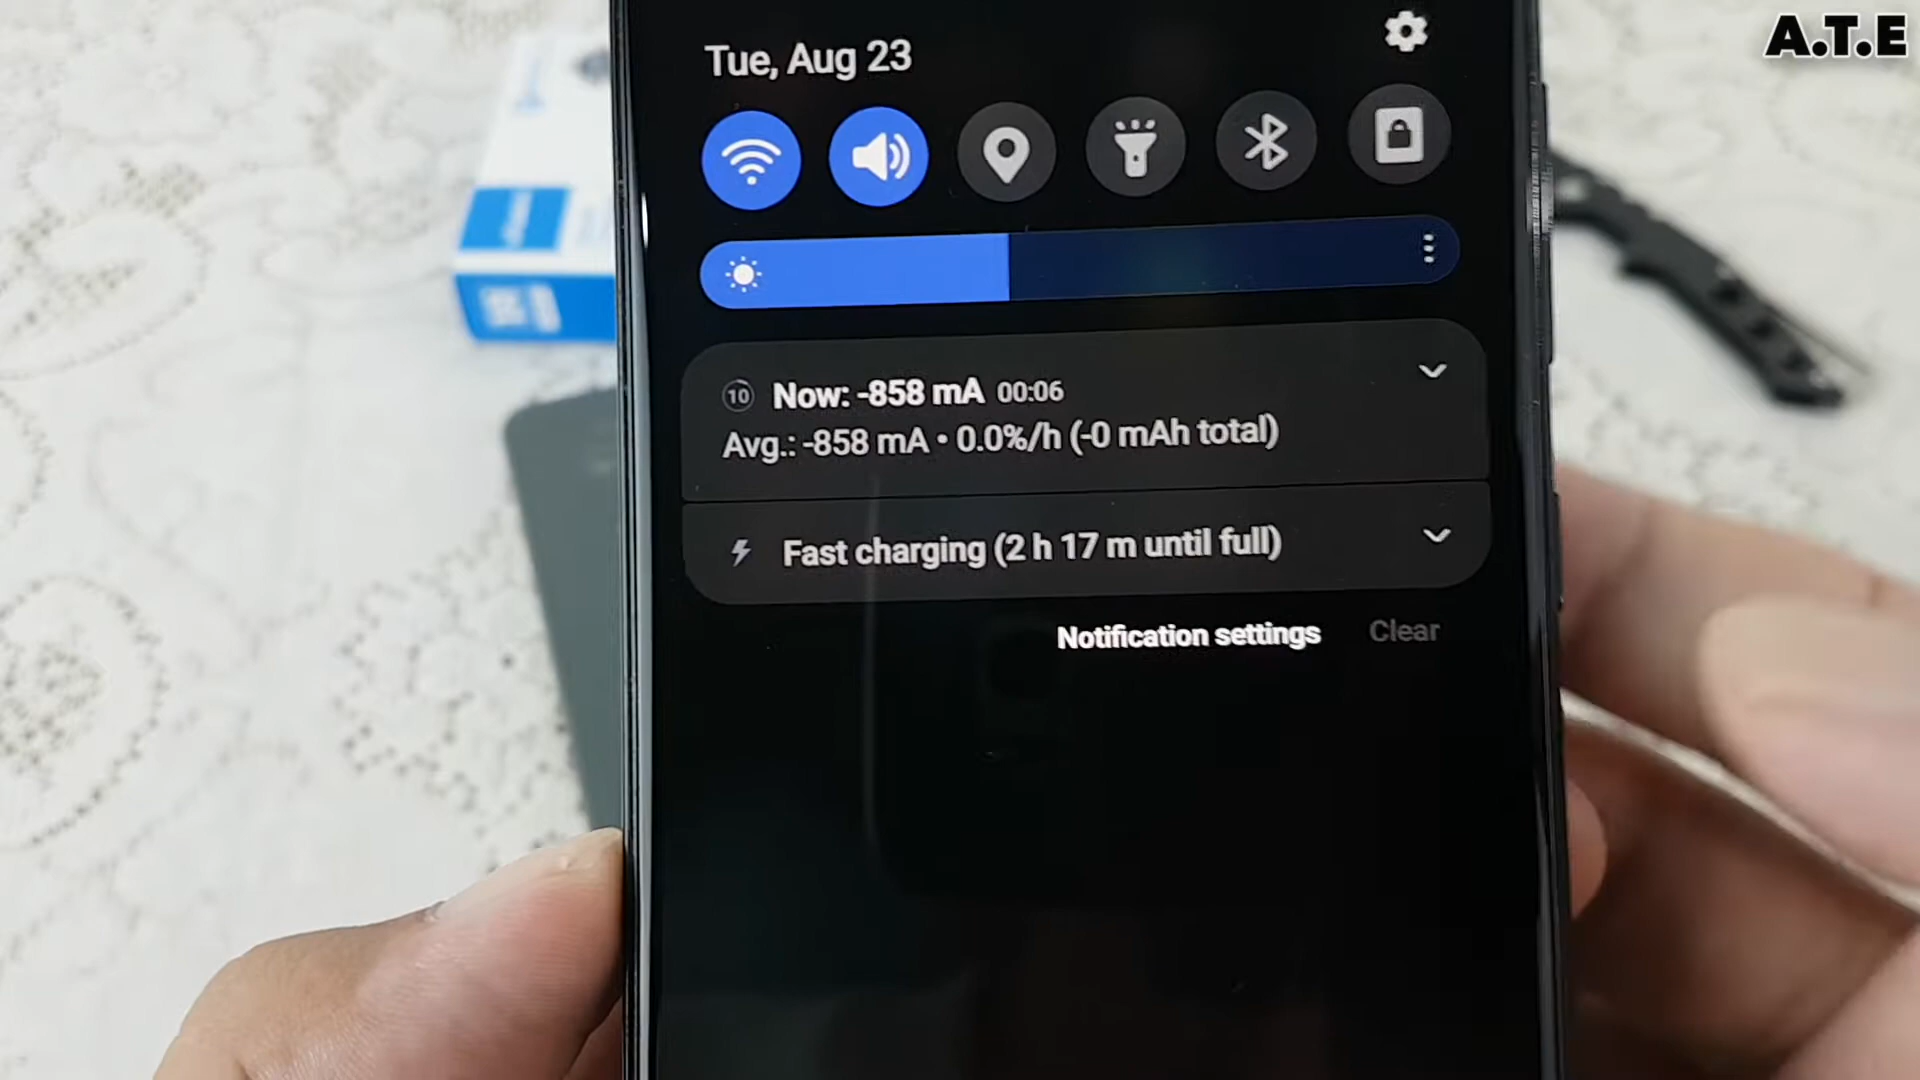 A.T.E
Tue, Aug 23
10 Now: -858 mA 00:06
Avg.: -858 mA • 0.0%/h (-0 mAh total)
Fast charging (2 h 17 m until full)
Notification settings Clear